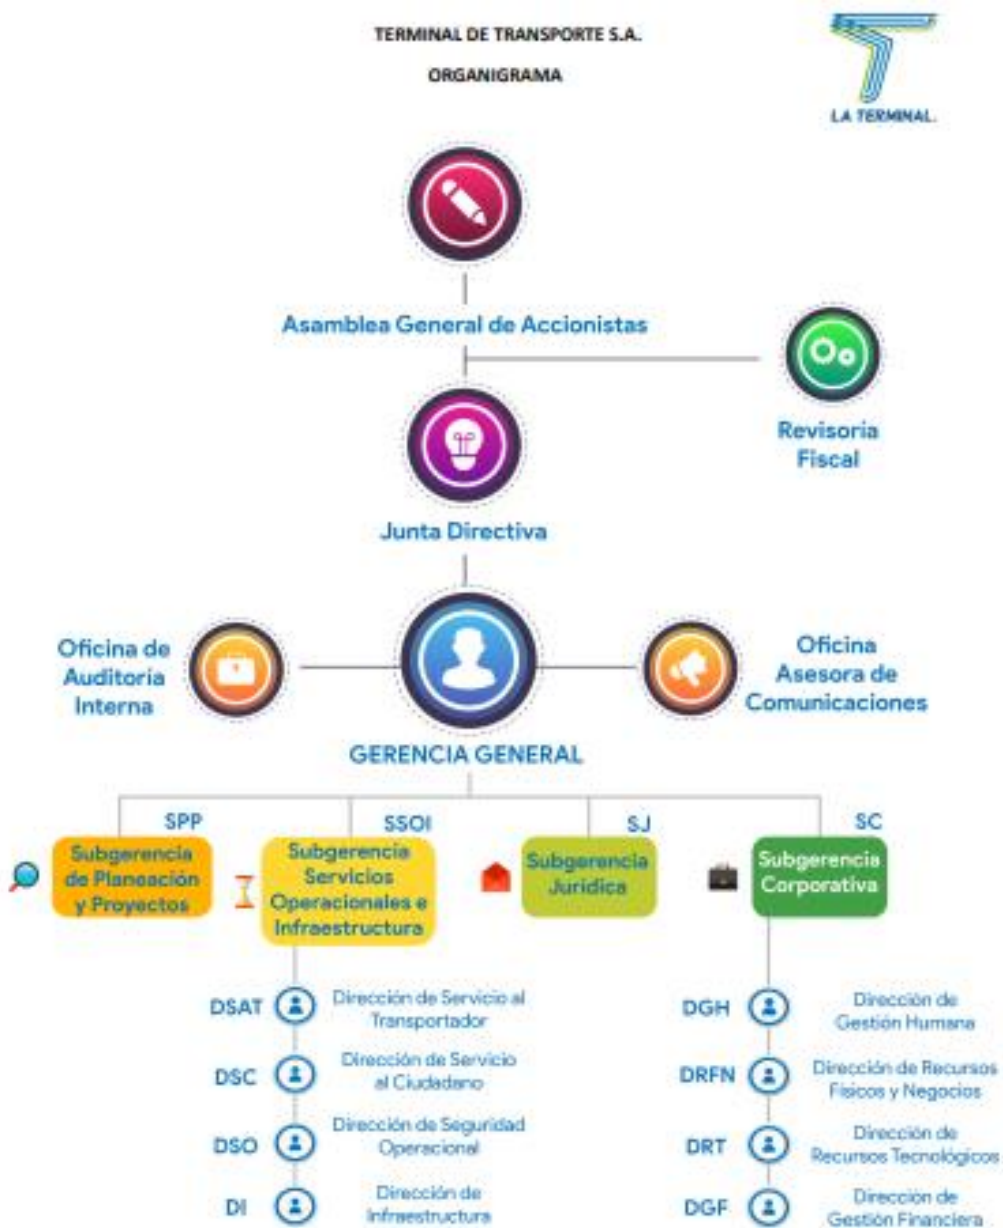 TERMINAL DE TRANSPORTE S.A.
ORGANIGRAMA
LA TERMINAL.
Asamblea General de Accionistas
Revisoría
Fiscal
Junta Directiva
Oficina de
Auditoría
Interna
Oficina
Asesora de
Comunicaciones
GERENCIA GENERAL
SPP
Subgerencia
de Planeación
y Proyectos
SSOI
Subgerencia
Servicios
Operacionales e
Infraestructura
SJ
Subgerencia
Jurídica
SC
Subgerencia
Corporativa
DSAT
Dirección de Servicio al
Transportador
DSC
Dirección de Servicio
al Ciudadano
DSO
Dirección de Seguridad
Operacional
DI
Dirección de
Infraestructura
DGH
Dirección de
Gestión Humana
DRFN
Dirección de Recursos
Físicos y Negocios
DRT
Dirección de
Recursos Tecnológicos
DGF
Dirección de
Gestión Financiera